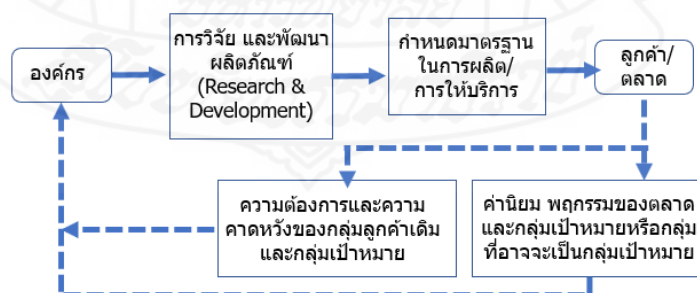 องค์กร
การวิจัย และพัฒนา
ผลิตภัณฑ์
(Research &
Development)
กำหนดมาตรฐาน
ในการผลิต/
การให้บริการ
ลูกค้า/
ตลาด
ความต้องการและความ
คาดหวังของกลุ่มลูกค้าเดิม
และกลุ่มเป้าหมาย
ค่านิยม พฤกรรมของตลาด
และกลุ่มเป้าหมายหรือกลุ่ม
ที่อาจจะเป็นกลุ่มเป้าหมาย